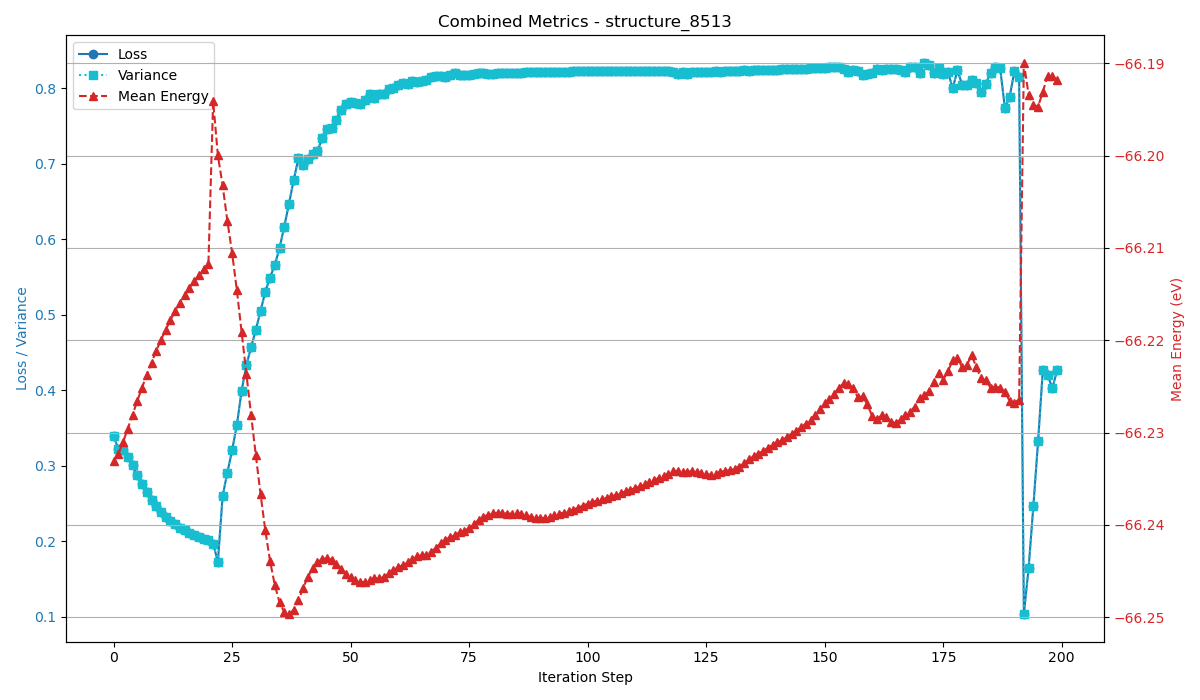 Combined Metrics - structure_8513
Loss
Variance
Mean Energy
0.8
0.7
0.6
0.5
0.4
0.3
0.2
0.1
Loss / Variance
−66.19
−66.20
−66.21
−66.22
−66.23
−66.24
−66.25
Mean Energy (eV)
0 25 50 75 100 125 150 175 200
Iteration Step